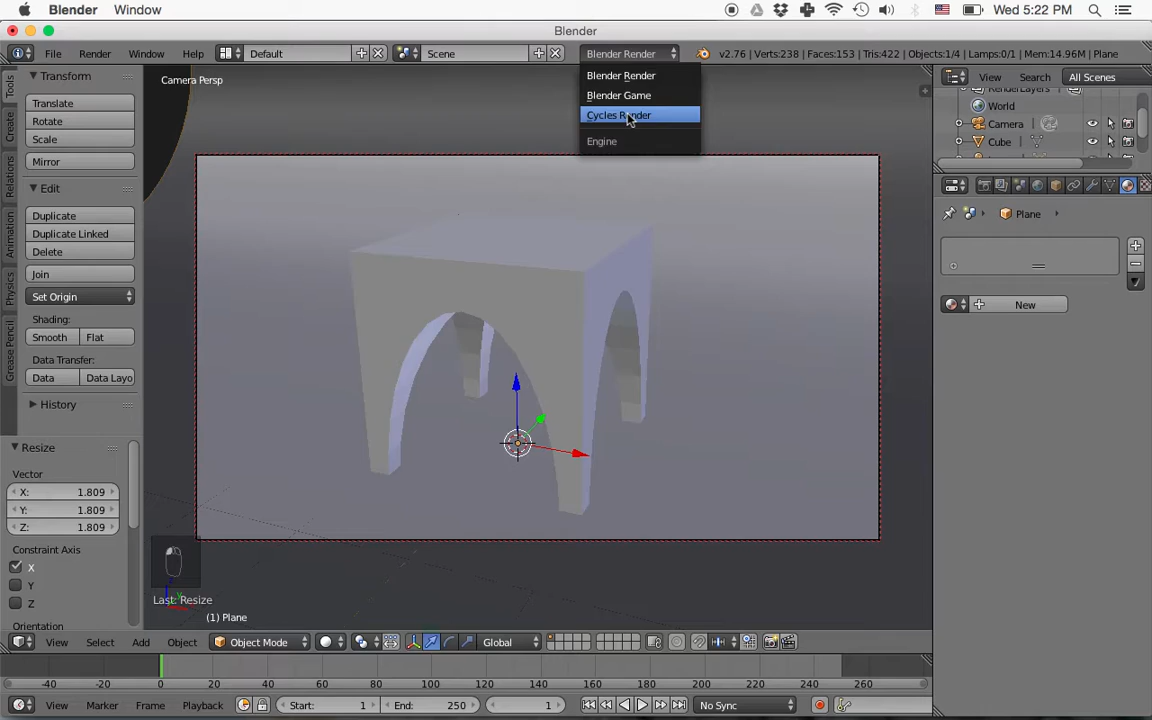 Blender Window Wed 5:22 PM
Blender
File Render Window Help Default Scene Blender Render v2.76 | Verts:238 | Faces:153 | Tris:422 | Objects:1/4 | Lamps:0/1 | Mem:14.96M | Plane
Blender Render
Blender Game
Cycles Render
Engine
Tools
Create
Relations
Animation
Physics
Grease Pencil
Transform
Translate
Rotate
Scale
Mirror
Edit
Duplicate
Duplicate Linked
Delete
Join
Set Origin
Shading:
Smooth Flat
Data Transfer:
Data Data Layo
History
Resize
Vector
X: 1.809
Y: 1.809
Z: 1.809
Constraint Axis
X
Y
Z
Orientation
Camera Persp
Last: Resize
(1) Plane
View Search All Scenes
RenderLayers
World
Camera
Cube
Plane
New
View Select Add Object Object Mode Global
-40 -20 0 20 40 60 80 100 120 140 160 180 200 220 240 260
View Marker Frame Playback Start: 1 End: 250 1 No Sync